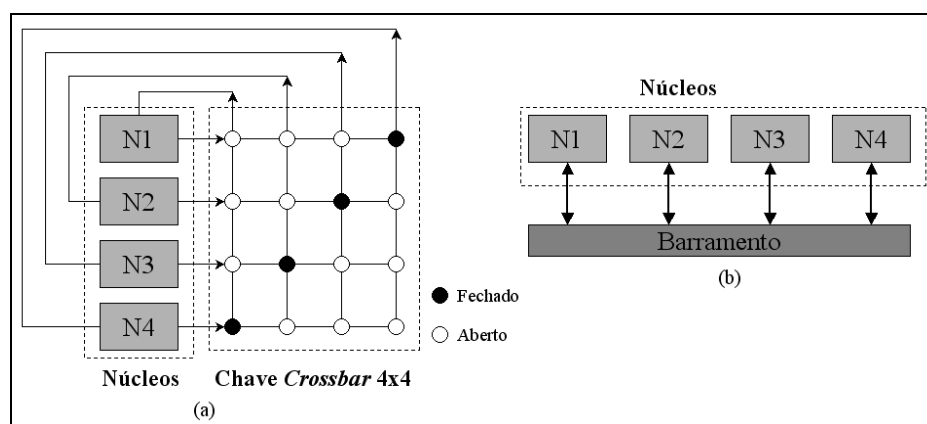 N1
N2
N3
N4
Fechado
Aberto
Núcleos
Chave Crossbar 4x4
(a)
Núcleos
N1
N2
N3
N4
Barramento
(b)